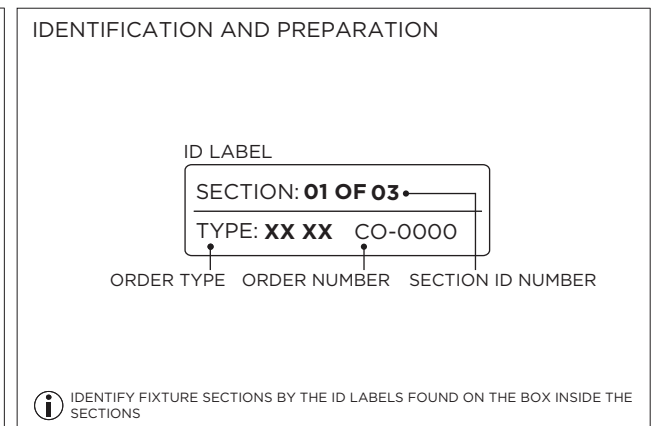 IDENTIFICATION AND PREPARATION
ID LABEL
SECTION: 01 OF 03
TYPE: XX XX CO-0000
ORDER TYPE ORDER NUMBER SECTION ID NUMBER
IDENTIFY FIXTURE SECTIONS BY THE ID LABELS FOUND ON THE BOX INSIDE THE
SECTIONS